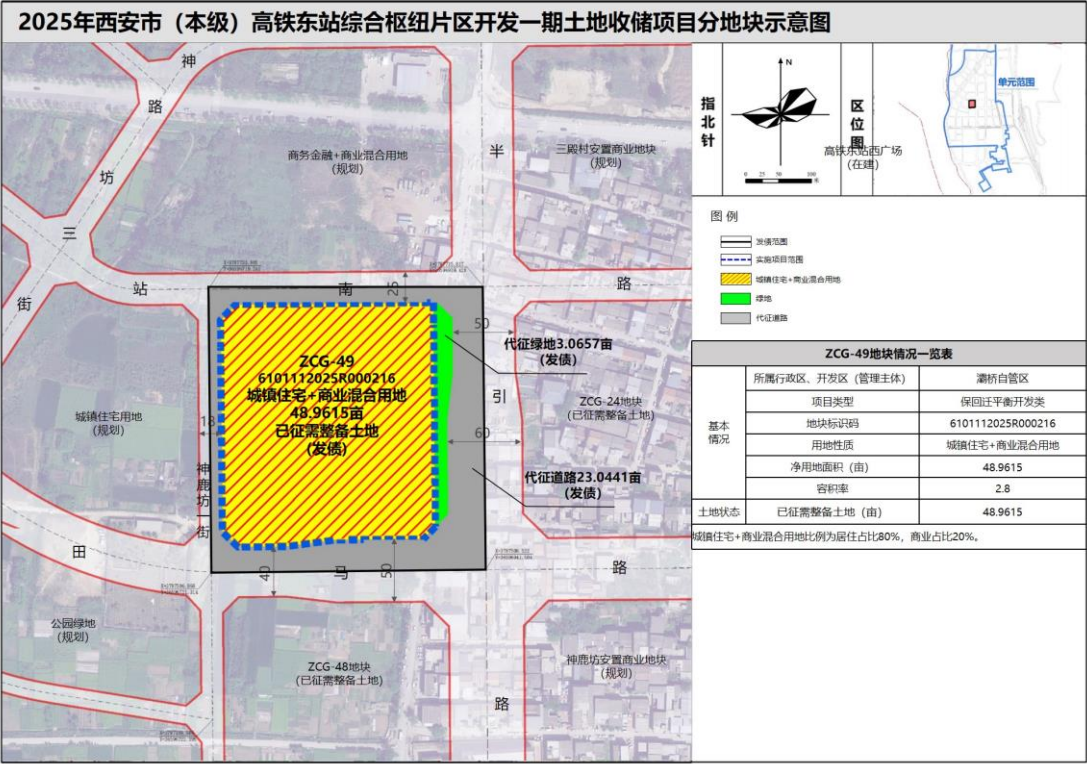 2025年西安市（本级）高铁东站综合枢纽片区开发一期土地收储项目分地块示意图
神
路
坊
三
街
站
南
路
半
引
路
田
马
路
神鹿坊一街
商务金融+商业混合用地
(规划)
三殿村安置商业地块
(规划)
25
50
18
60
40
50
城镇住宅用地
(规划)
ZCG-49
6101112025R000216
城镇住宅+商业混合用地
48.9615亩
已征需整备土地
(发债)
代征绿地3.0657亩
(发债)
ZCG-24地块
(已征需整备土地)
代征道路23.0441亩
(发债)
公园绿地
(规划)
ZCG-48地块
(已征需整备土地)
神鹿坊安置商业地块
(规划)
指北针
N
0 25 50 100
米
区位图
单元范围
高铁东站西广场
(在建)
图 例
发债范围
实施项目范围
城镇住宅+商业混合用地
绿地
代征道路
ZCG-49地块情况一览表
基本情况
所属行政区、开发区（管理主体） 灞桥自管区
项目类型 保回迁平衡开发类
地块标识码 6101112025R000216
用地性质 城镇住宅+商业混合用地
净用地面积（亩） 48.9615
容积率 2.8
土地状态 已征需整备土地（亩） 48.9615
城镇住宅+商业混合用地比例为居住占比80%，商业占比20%。